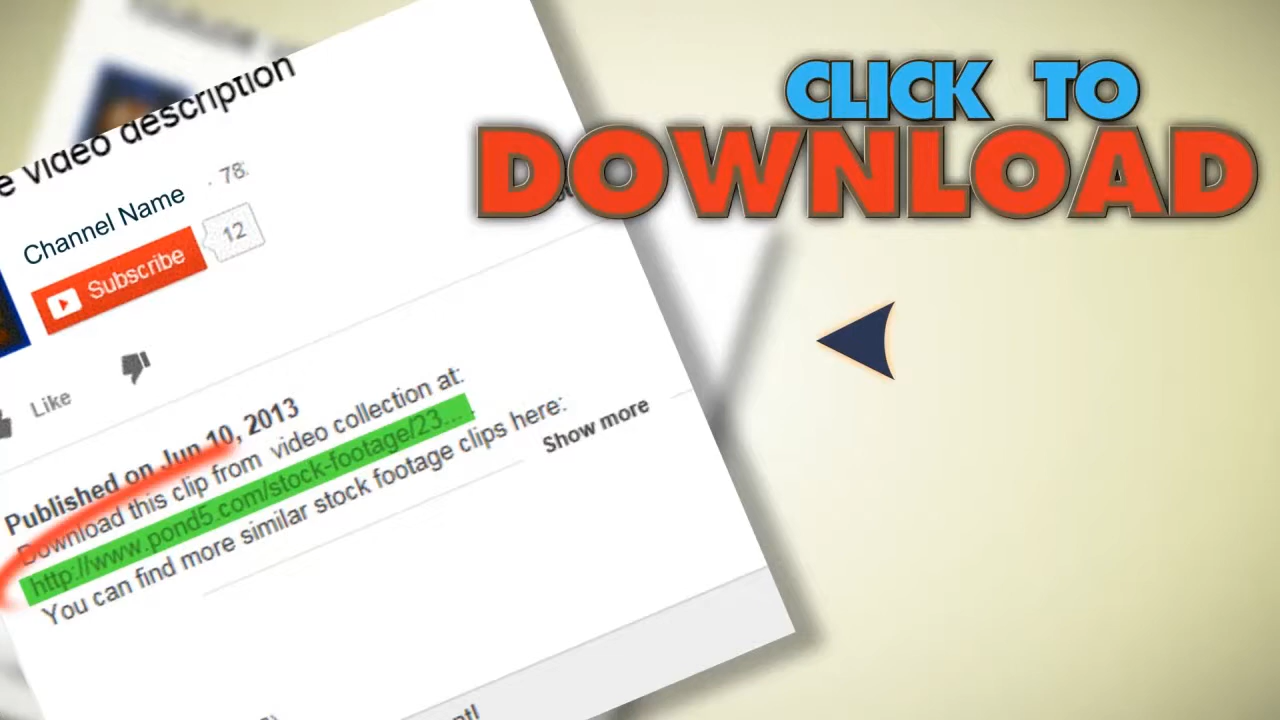 CLICK TO
DOWNLOAD
e video description
Channel Name
78
Subscribe
12
Like
Published on Jun 10, 2013
Download this clip from video collection at:
http://www.pond5.com/stock-footage/23...
You can find more similar stock footage clips here:
Show more